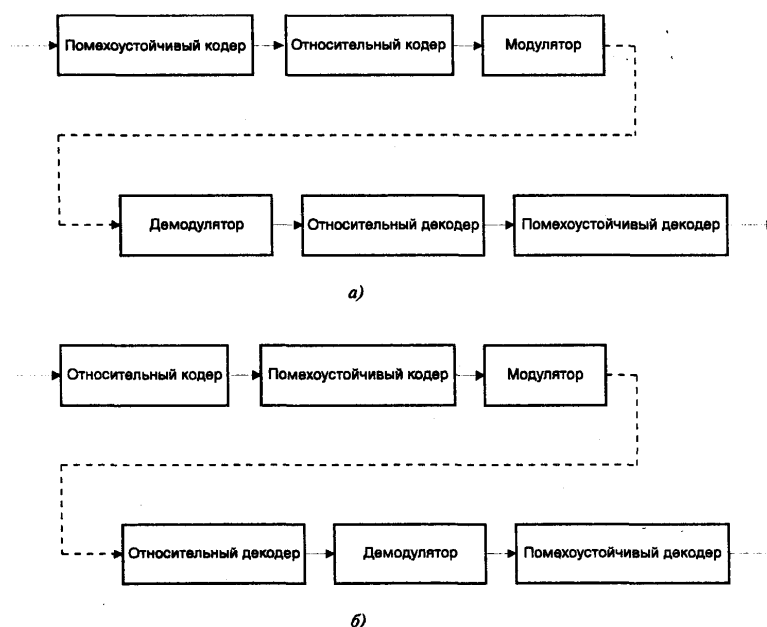 Помехоустойчивый кодер
Относительный кодер
Модулятор
Демодулятор
Относительный декодер
Помехоустойчивый декодер
а)
Относительный кодер
Помехоустойчивый кодер
Модулятор
Относительный декодер
Демодулятор
Помехоустойчивый декодер
б)